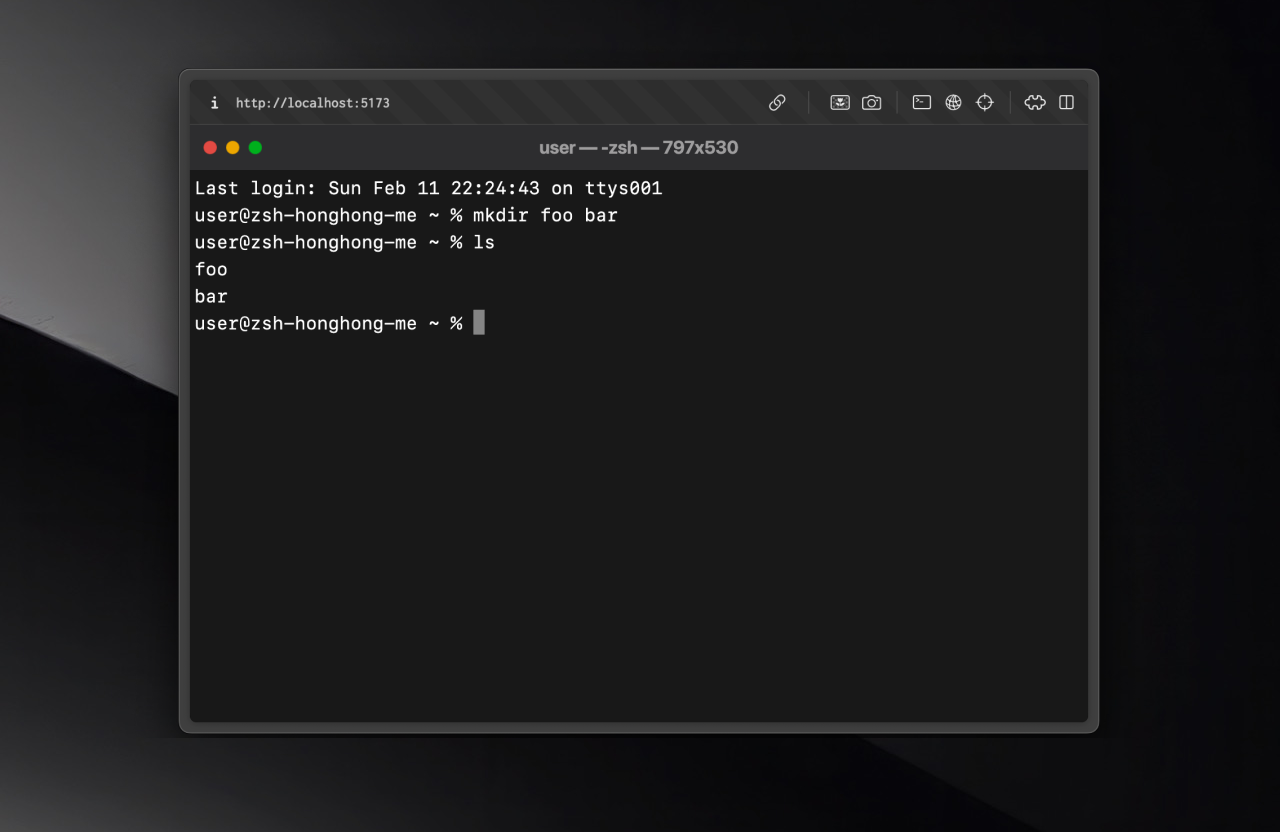 i http://localhost:5173
user — -zsh — 797x530
Last login: Sun Feb 11 22:24:43 on ttys001
user@zsh-honghong-me ~ % mkdir foo bar
user@zsh-honghong-me ~ % ls
foo
bar
user@zsh-honghong-me ~ %